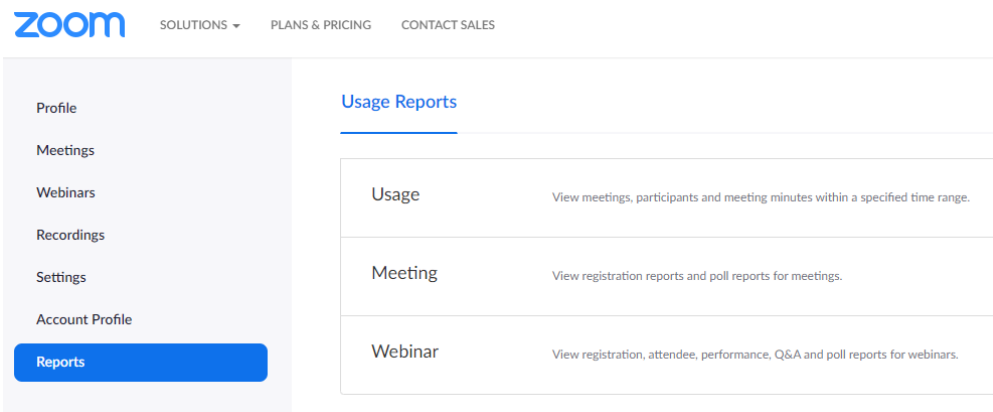 zoom SOLUTIONS PLANS & PRICING CONTACT SALES
Profile
Meetings
Webinars
Recordings
Settings
Account Profile
Reports
Usage Reports
Usage View meetings, participants and meeting minutes within a specified time range.
Meeting View registration reports and poll reports for meetings.
Webinar View registration, attendee, performance, Q&A and poll reports for webinars.